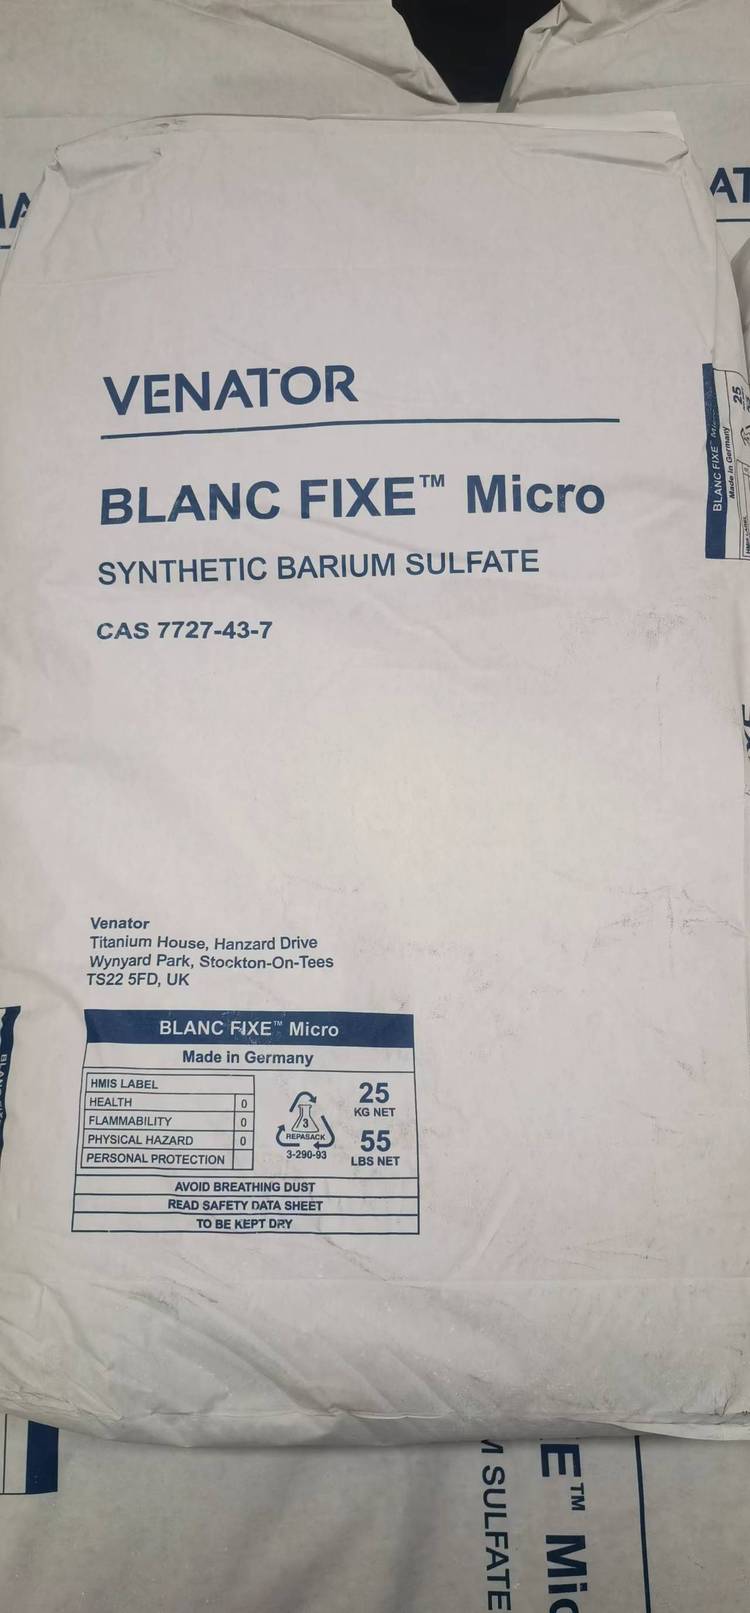 VENATOR
BLANC FIXE™ Micro
SYNTHETIC BARIUM SULFATE
CAS 7727-43-7
Venator
Titanium House, Hanzard Drive
Wynyard Park, Stockton-On-Tees
TS22 5FD, UK
BLANC FIXE™ Micro
Made in Germany
HMIS LABEL
HEALTH 0
FLAMMABILITY 0
PHYSICAL HAZARD 0
PERSONAL PROTECTION
3
REPASACK
3-290-93
25
KG NET
55
LBS NET
AVOID BREATHING DUST
READ SAFETY DATA SHEET
TO BE KEPT DRY
AT
BLANC FIXE™
Made in Germany
25
E™ Mic
SULFATE